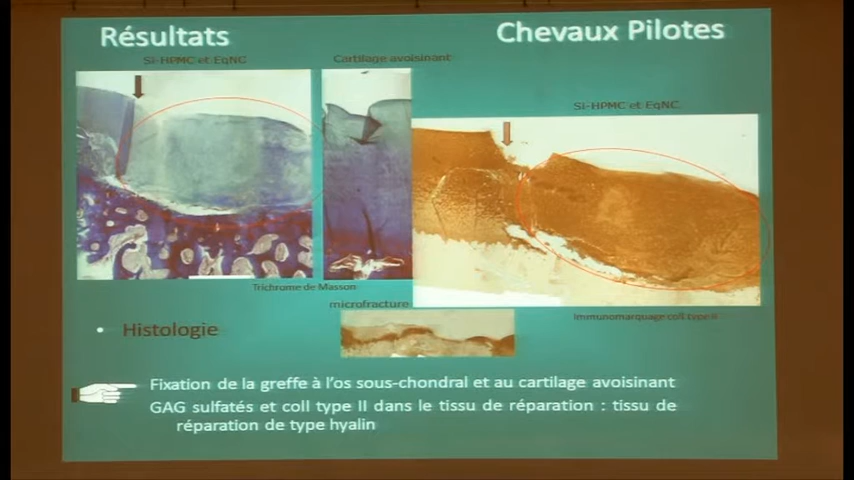 Résultats
Chevaux Pilotes
Si-HPMC et EqNC
Cartilage avoisinant
Si-HPMC et EqNC
Trichrome de Masson
microfracture
Immunomarquage coll type II
• Histologie
Fixation de la greffe à l'os sous-chondral et au cartilage avoisinant
GAG sulfatés et coll type II dans le tissu de réparation : tissu de
réparation de type hyalin